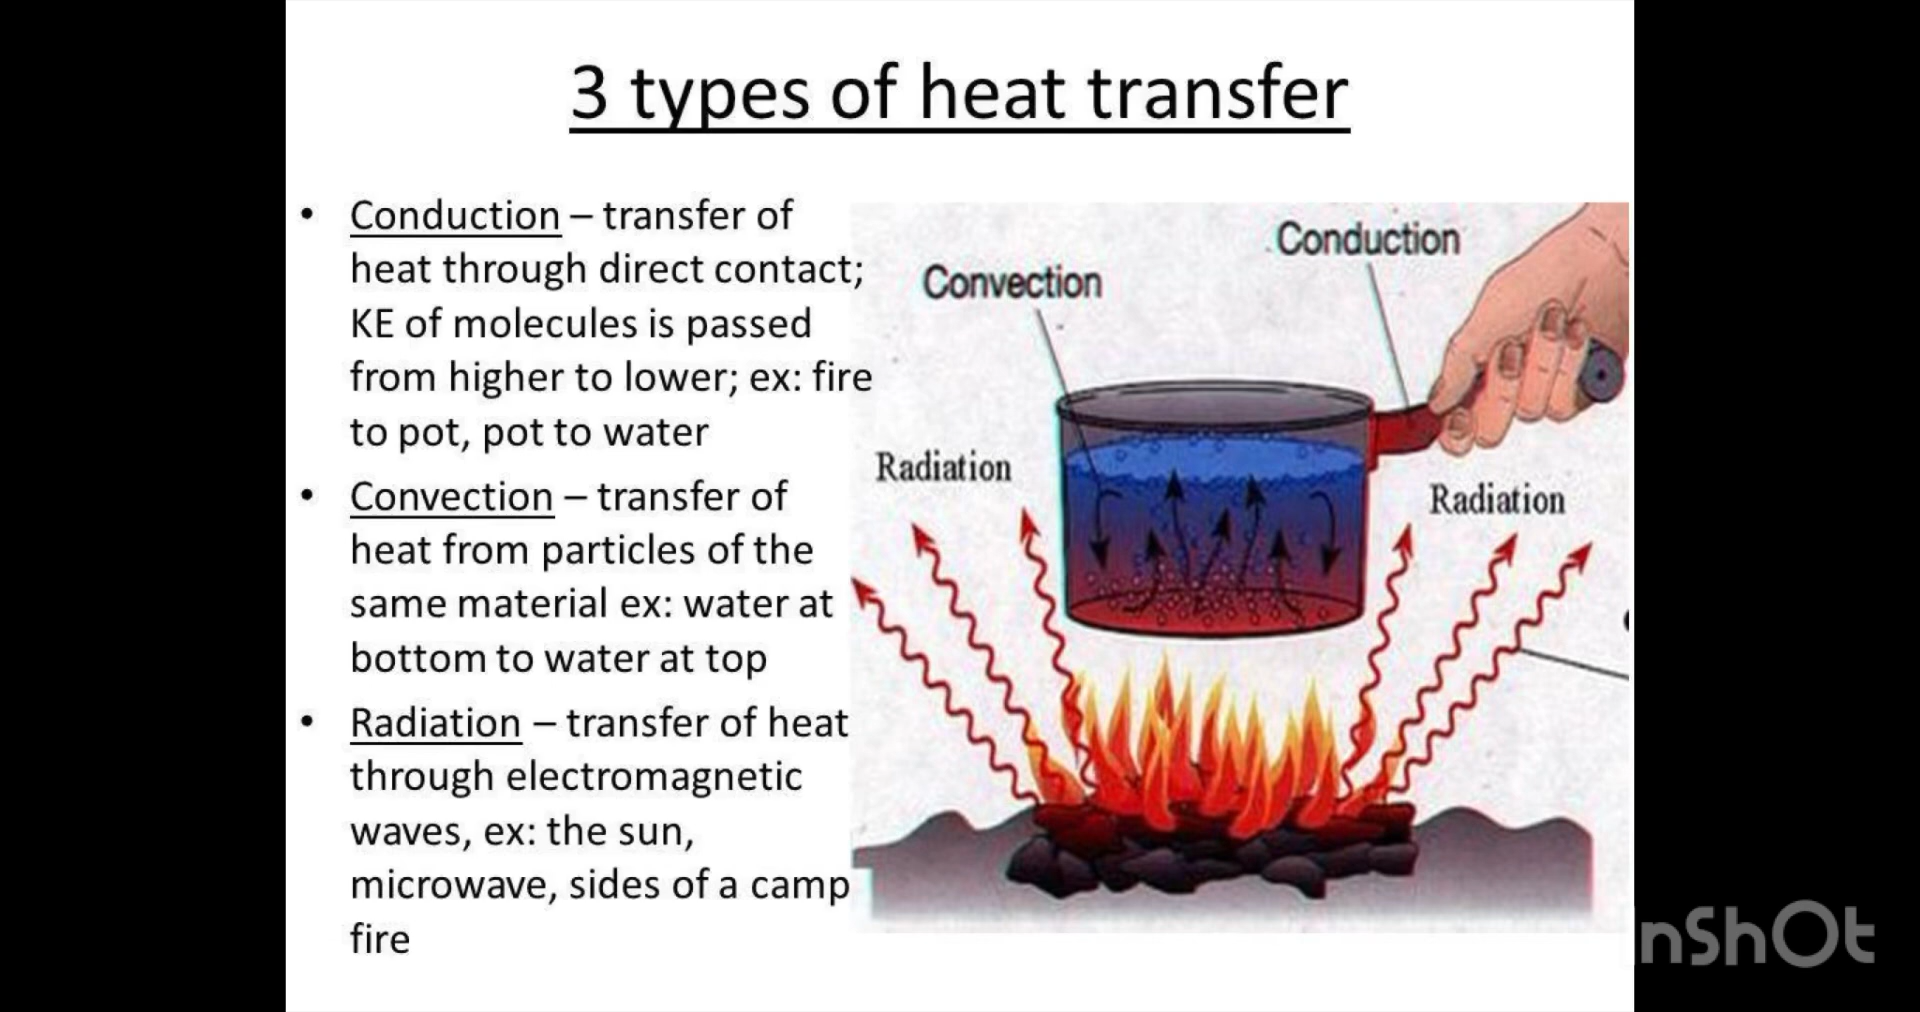 3 types of heat transfer
• Conduction – transfer of
heat through direct contact;
KE of molecules is passed
from higher to lower; ex: fire
to pot, pot to water
• Convection – transfer of
heat from particles of the
same material ex: water at
bottom to water at top
• Radiation – transfer of heat
through electromagnetic
waves, ex: the sun,
microwave, sides of a camp
fire
Conduction
Convection
Radiation
Radiation
nShOt